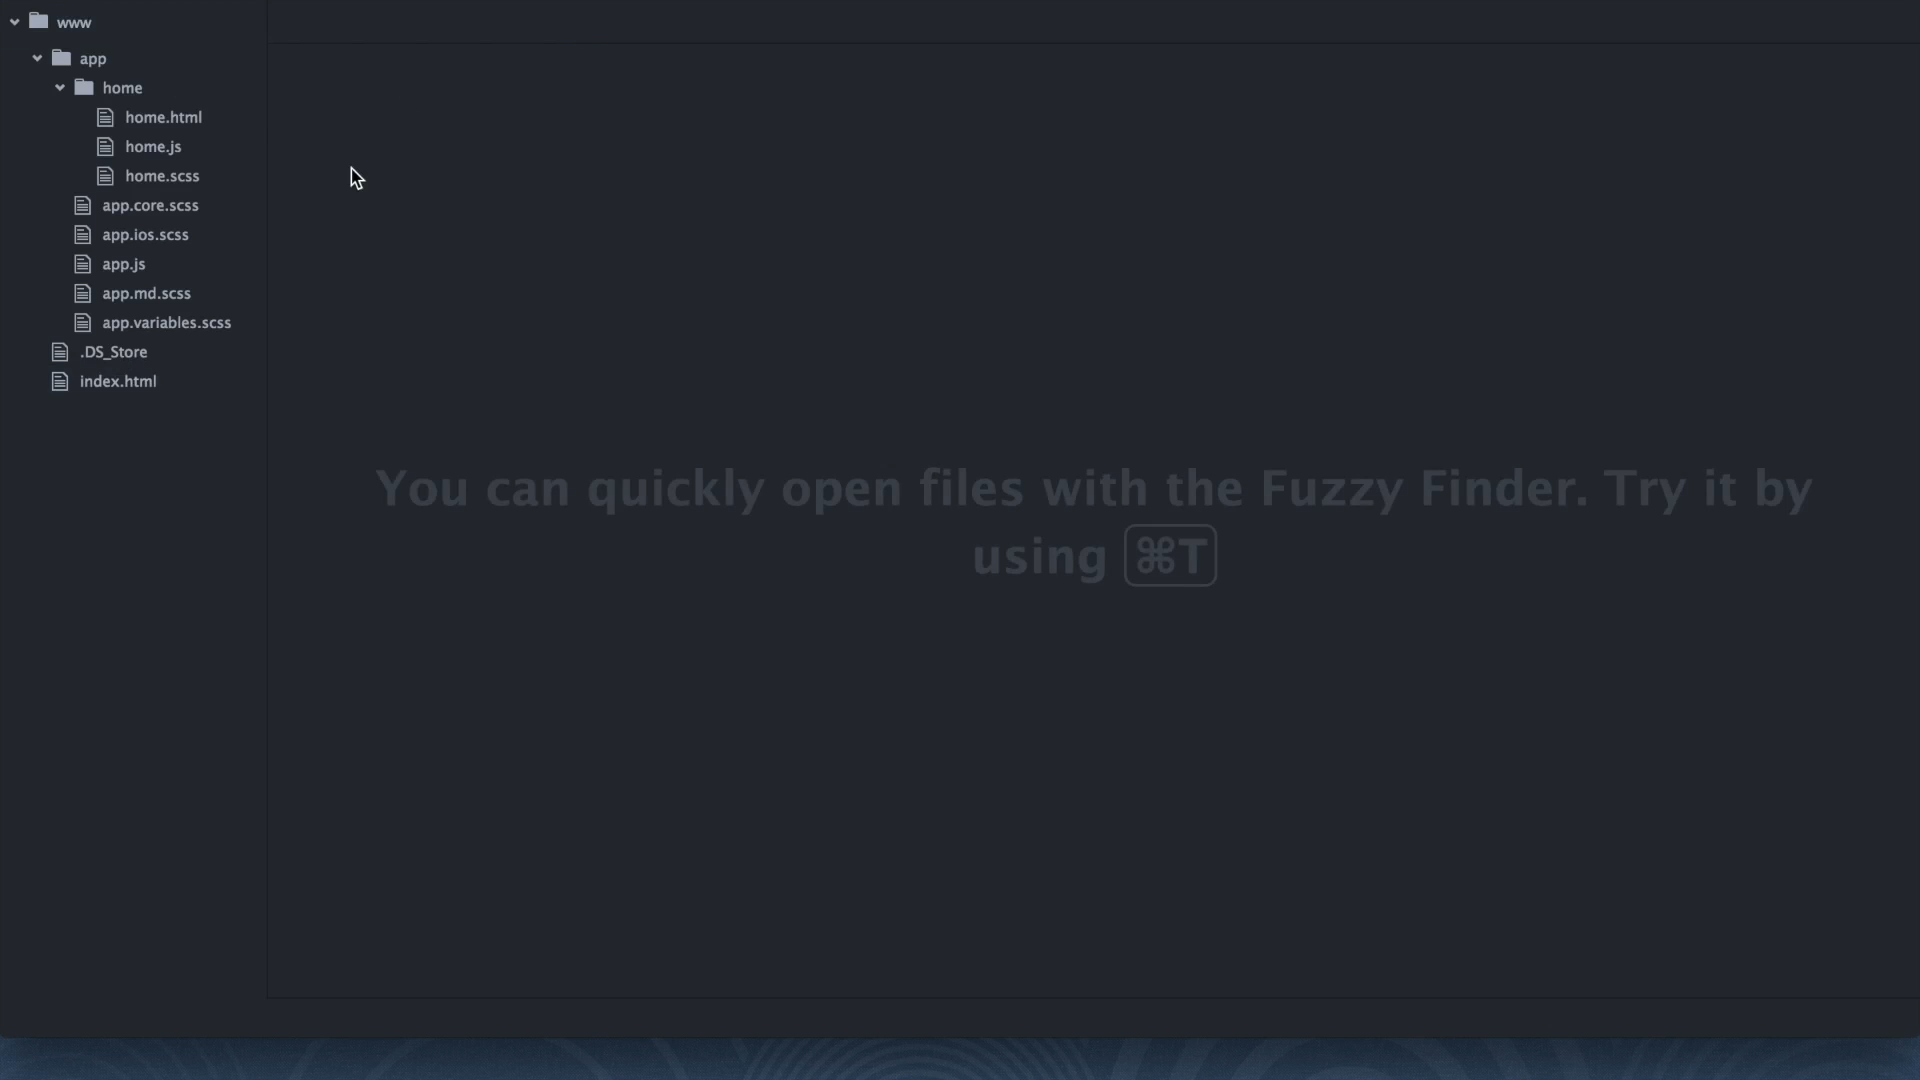 www
app
home
home.html
home.js
home.scss
app.core.scss
app.ios.scss
app.js
app.md.scss
app.variables.scss
.DS_Store
index.html
You can quickly open files with the Fuzzy Finder. Try it by
using ⌘T